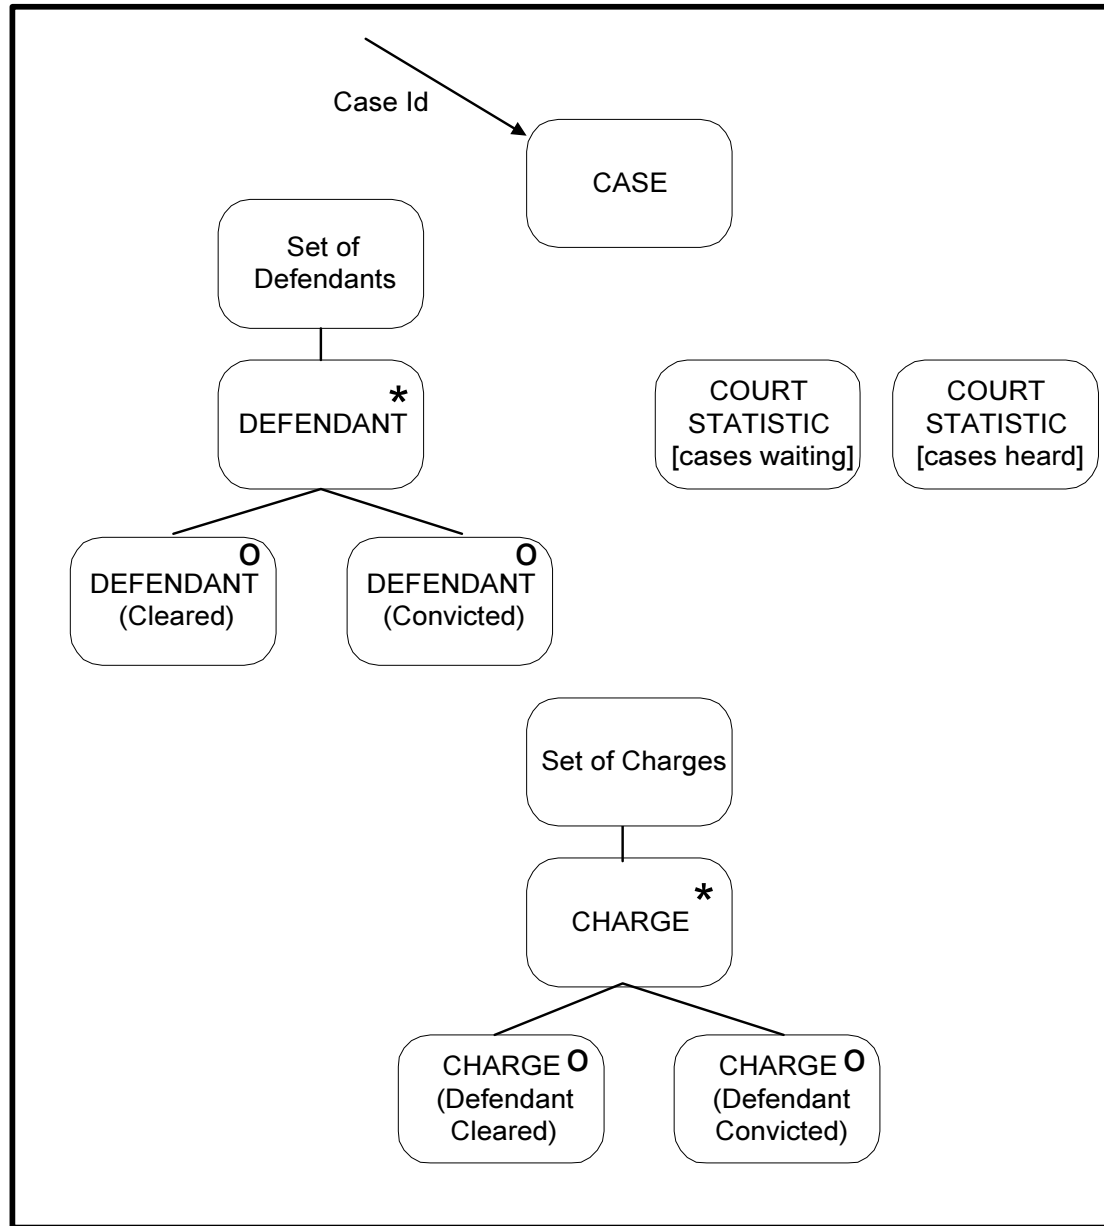 Case Id
CASE
Set of
Defendants
DEFENDANT *
COURT
STATISTIC
[cases waiting]
COURT
STATISTIC
[cases heard]
O
DEFENDANT
(Cleared)
O
DEFENDANT
(Convicted)
Set of Charges
CHARGE *
CHARGE O
(Defendant
Cleared)
CHARGE O
(Defendant
Convicted)